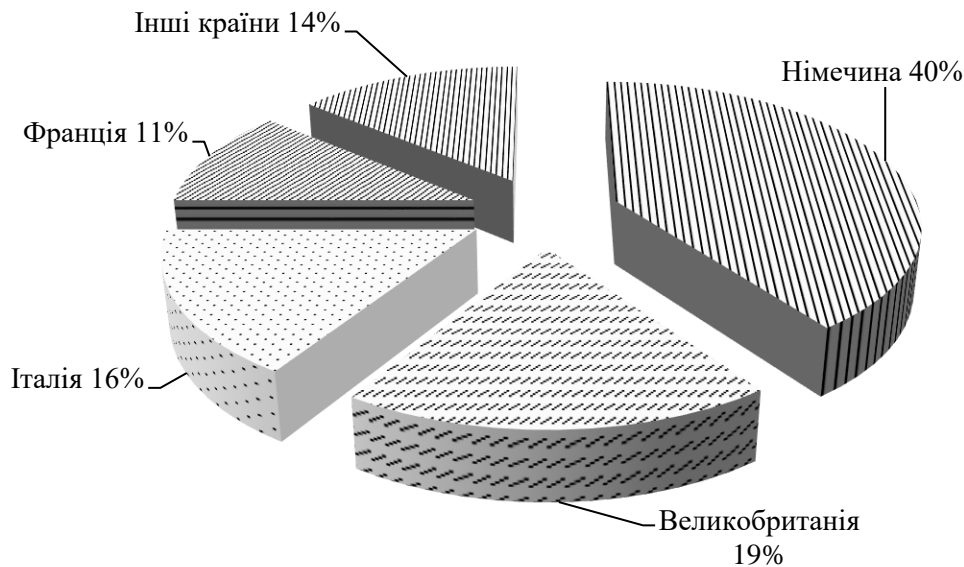 Інші країни 14%
Німечина 40%
Франція 11%
Італія 16%
Великобританія
19%